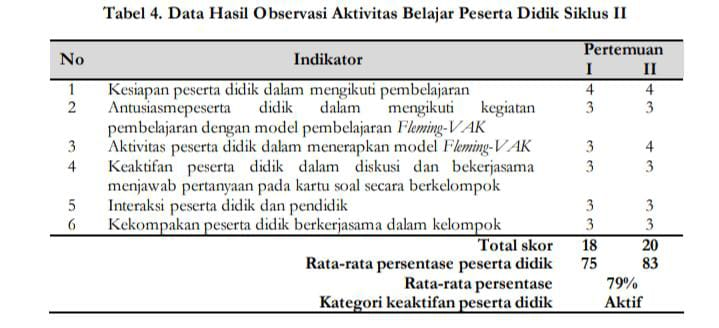 Tabel 4. Data Hasil Observasi Aktivitas Belajar Peserta Didik Siklus II
No Indikator Pertemuan
I II
1 Kesiapan peserta didik dalam mengikuti pembelajaran 4 4
2 Antusiasmepeserta didik dalam mengikuti kegiatan 3 3
pembelajaran dengan model pembelajaran Fleming-VAK
3 Aktivitas peserta didik dalam menerapkan model Fleming-VAK 3 4
4 Keaktifan peserta didik dalam diskusi dan bekerjasama 3 3
menjawab pertanyaan pada kartu soal secara berkelompok
5 Interaksi peserta didik dan pendidik 3 3
6 Kekompakan peserta didik berkerjasama dalam kelompok 3 3
Total skor 18 20
Rata-rata persentase peserta didik 75 83
Rata-rata persentase 79%
Kategori keaktifan peserta didik Aktif